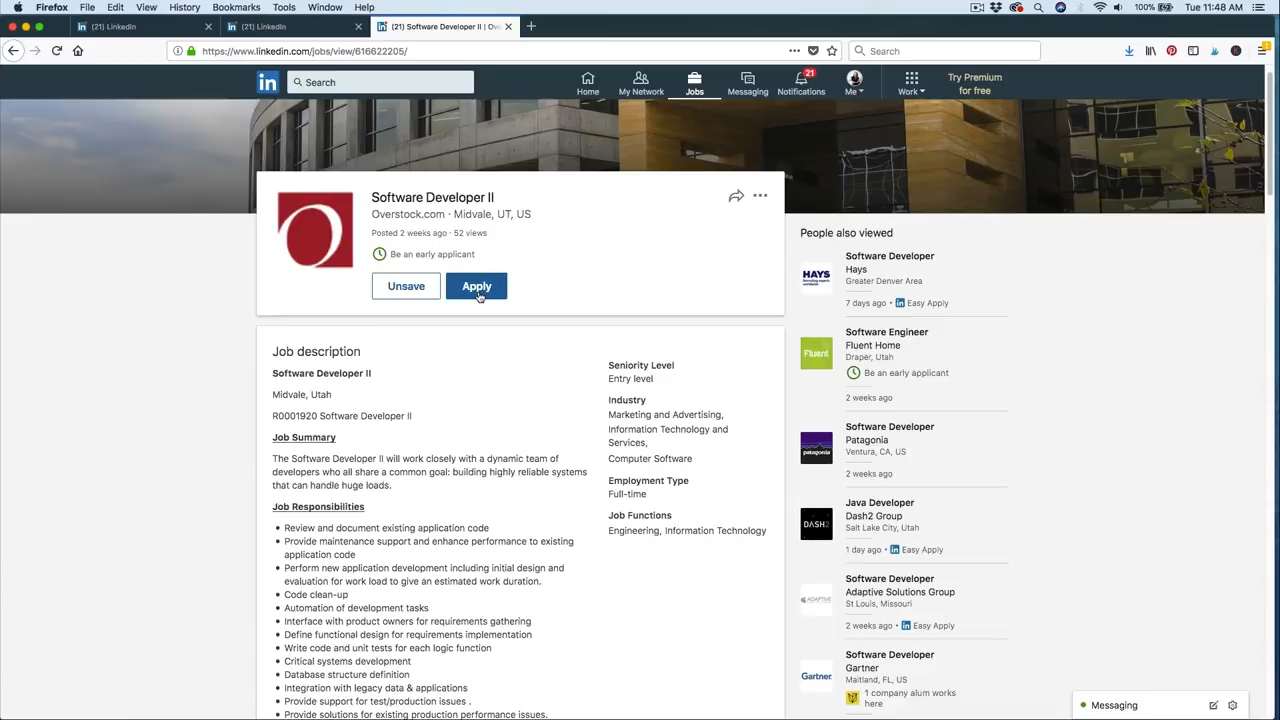 Firefox File Edit View History Bookmarks Tools Window Help
100% Tue 11:48 AM
(21) LinkedIn
(21) LinkedIn
(21) Software Developer II | Ov
https://www.linkedin.com/jobs/view/616622205/
Search
in
Search
Home
My Network
Jobs
Messaging
21
Notifications
Me
Work
Try Premium
for free
Software Developer II
Overstock.com · Midvale, UT, US
Posted 2 weeks ago · 52 views
Be an early applicant
Unsave
Apply
Job description
Software Developer II
Midvale, Utah
R0001920 Software Developer II
Job Summary
The Software Developer II will work closely with a dynamic team of
developers who all share a common goal: building highly reliable systems
that can handle huge loads.
Job Responsibilities
• Review and document existing application code
• Provide maintenance support and enhance performance to existing
application code
• Perform new application development including initial design and
evaluation for work load to give an estimated work duration.
• Code clean-up
• Automation of development tasks
• Interface with product owners for requirements gathering
• Define functional design for requirements implementation
• Write code and unit tests for each logic function
• Critical systems development
• Database structure definition
• Integration with legacy data & applications
• Provide support for test/production issues .
• Provide solutions for existing production performance issues.
Seniority Level
Entry level
Industry
Marketing and Advertising,
Information Technology and
Services,
Computer Software
Employment Type
Full-time
Job Functions
Engineering, Information Technology
People also viewed
HAYS
Software Developer
Hays
Greater Denver Area
7 days ago • in Easy Apply
Fluent
Software Engineer
Fluent Home
Draper, Utah
Be an early applicant
2 weeks ago
patagonia
Software Developer
Patagonia
Ventura, CA, US
2 weeks ago
DASH2
Java Developer
Dash2 Group
Salt Lake City, Utah
1 day ago • in Easy Apply
ADAPTIVE
Software Developer
Adaptive Solutions Group
St Louis, Missouri
2 weeks ago • in Easy Apply
Gartner
Software Developer
Gartner
Maitland, FL, US
1 company alum works
here
Messaging